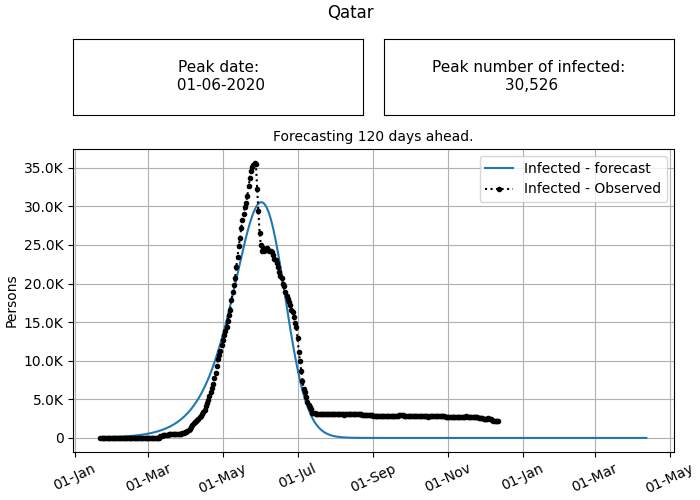 Qatar
Peak date:
01-06-2020
Peak number of infected:
30,526
Forecasting 120 days ahead.
Infected - forecast
Infected - Observed
35.0K
30.0K
25.0K
20.0K
15.0K
10.0K
5.0K
0
Persons
01-Jan
01-Mar
01-May
01-Jul
01-Sep
01-Nov
01-Jan
01-Mar
01-May